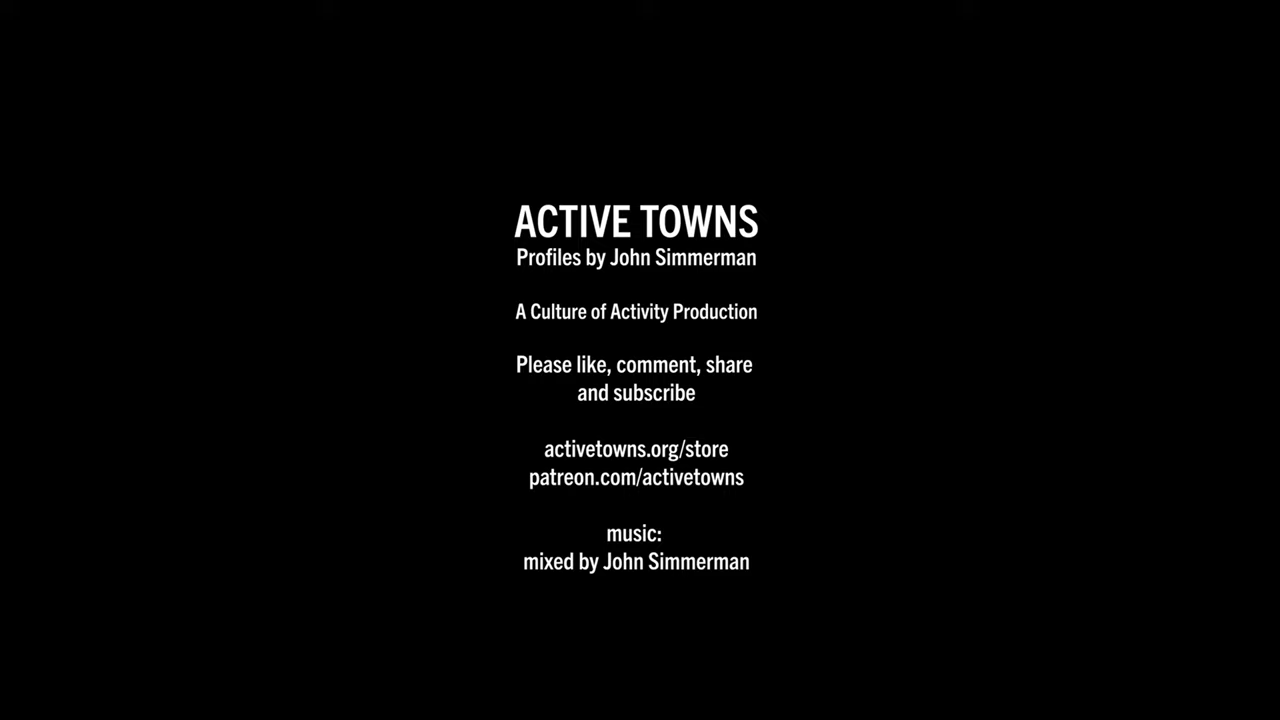 ACTIVE TOWNS
Profiles by John Simmerman
A Culture of Activity Production
Please like, comment, share
and subscribe
activetowns.org/store
patreon.com/activetowns
music:
mixed by John Simmerman